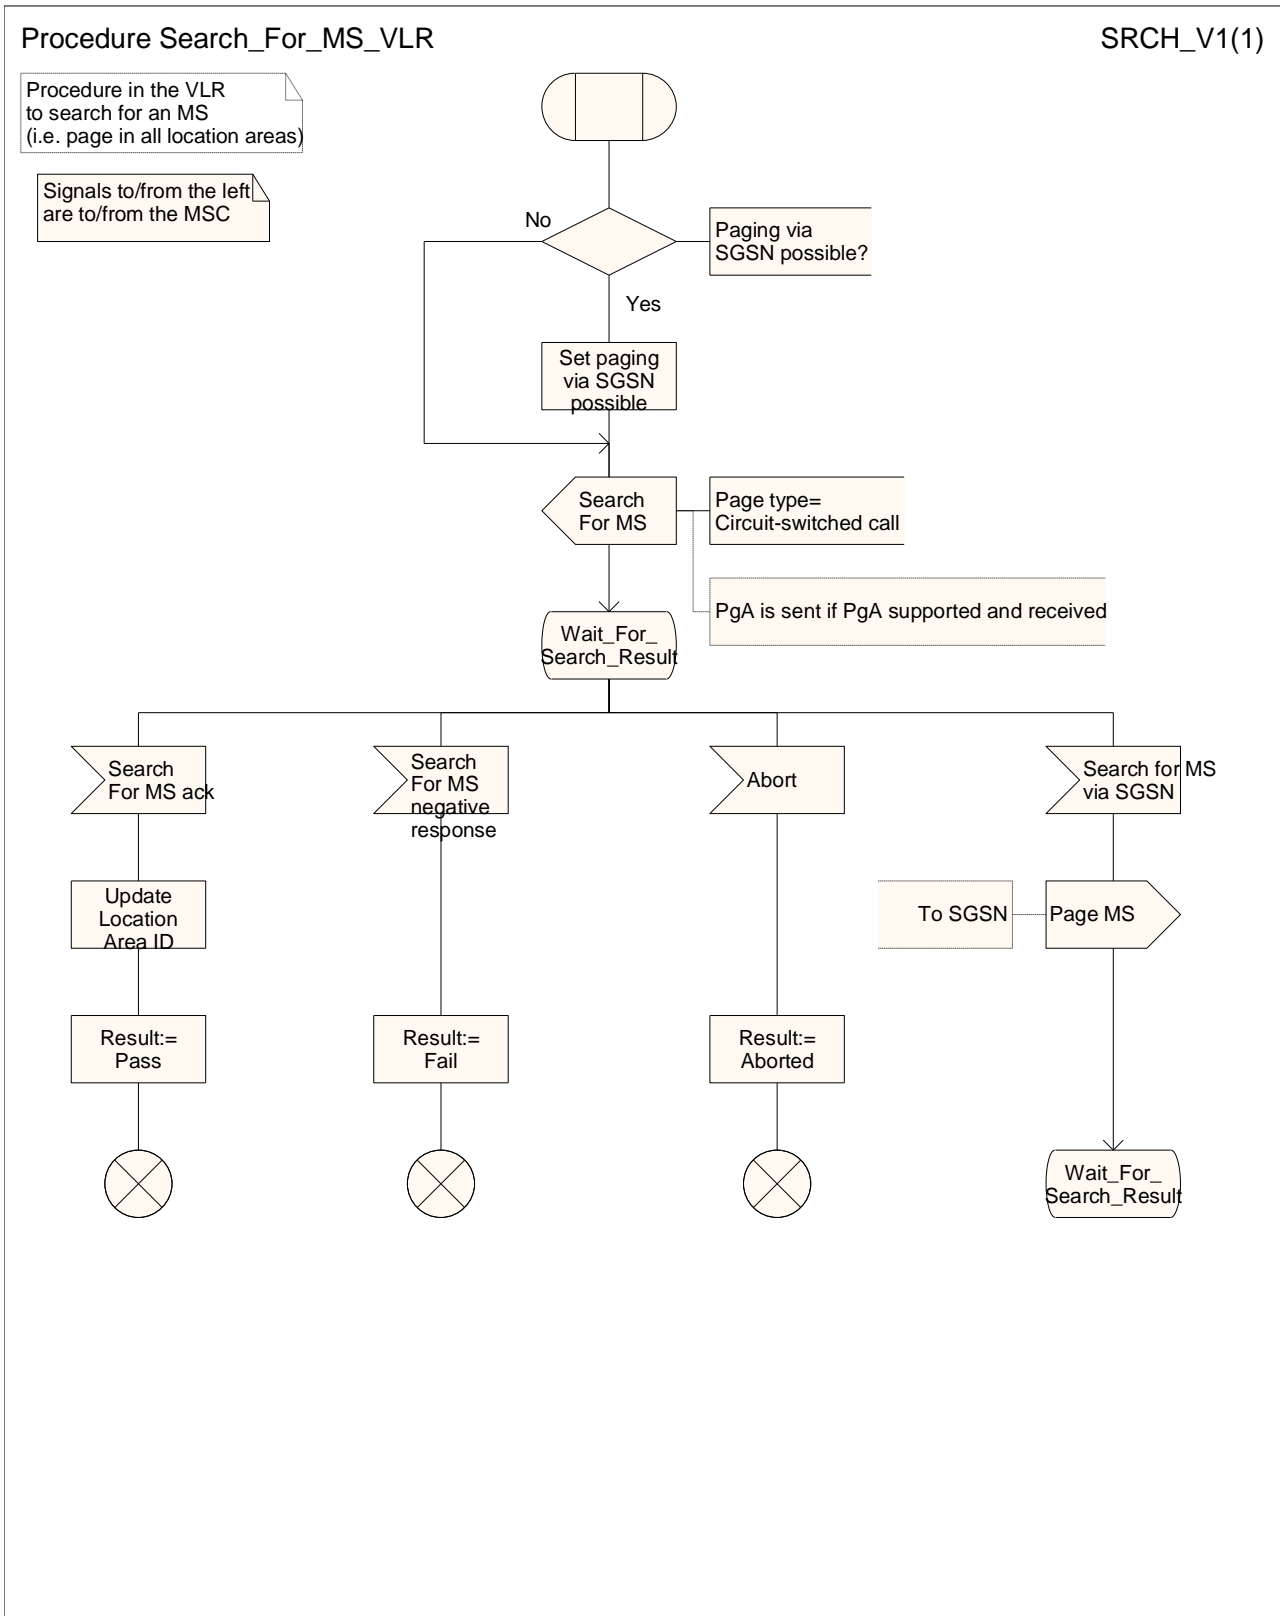 Procedure Search_For_MS_VLR
SRCH_V1(1)
Procedure in the VLR
to search for an MS
(i.e. page in all location areas)
Signals to/from the left
are to/from the MSC
No
Paging via
SGSN possible?
Yes
Set paging
via SGSN
possible
Search
For MS
Page type=
Circuit-switched call
PgA is sent if PgA supported and received
Wait_For_
Search_Result
Search
For MS ack
Search
For MS
negative
response
Abort
Search for MS
via SGSN
Update
Location
Area ID
To SGSN
Page MS
Result:=
Pass
Result:=
Fail
Result:=
Aborted
Wait_For_
Search_Result